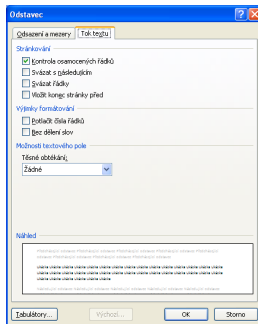 Odstavec
Odsazení a mezery
Tok textu
Stránkování
Kontrola osamocených řádků
Svázat s následujícím
Svázat řádky
Vložit konec stránky před
Výjimky formátování
Potlačit čísla řádků
Bez dělení slov
Možnosti textového pole
Těsné obtékání:
Žádné
Náhled
Tabulátory...
Výchozí...
OK
Storno